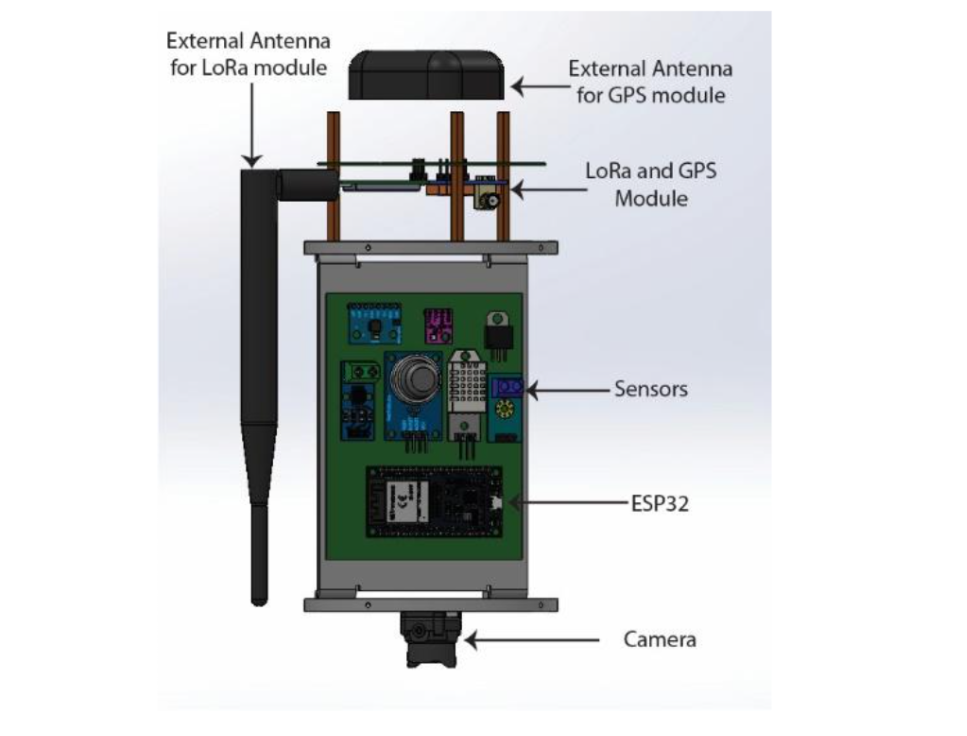 External Antenna
for LoRa module
External Antenna
for GPS module
LoRa and GPS
Module
Sensors
ESP32
Camera